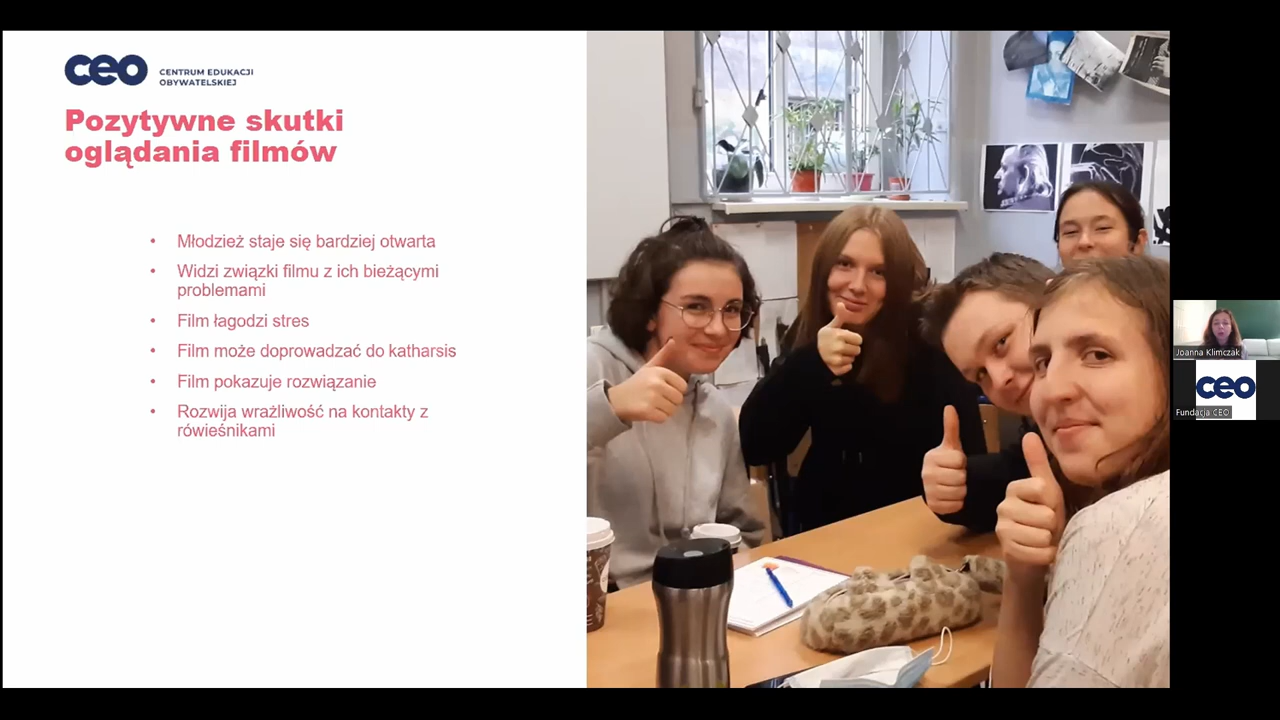 ceo CENTRUM EDUKACJI
OBYWATELSKIEJ
Pozytywne skutki
oglądania filmów
• Młodzież staje się bardziej otwarta
• Widzi związki filmu z ich bieżącymi
problemami
• Film łagodzi stres
• Film może doprowadzać do katharsis
• Film pokazuje rozwiązanie
• Rozwija wrażliwość na kontakty z
rówieśnikami
Joanna Klimczak
ceo
Fundacja CEO